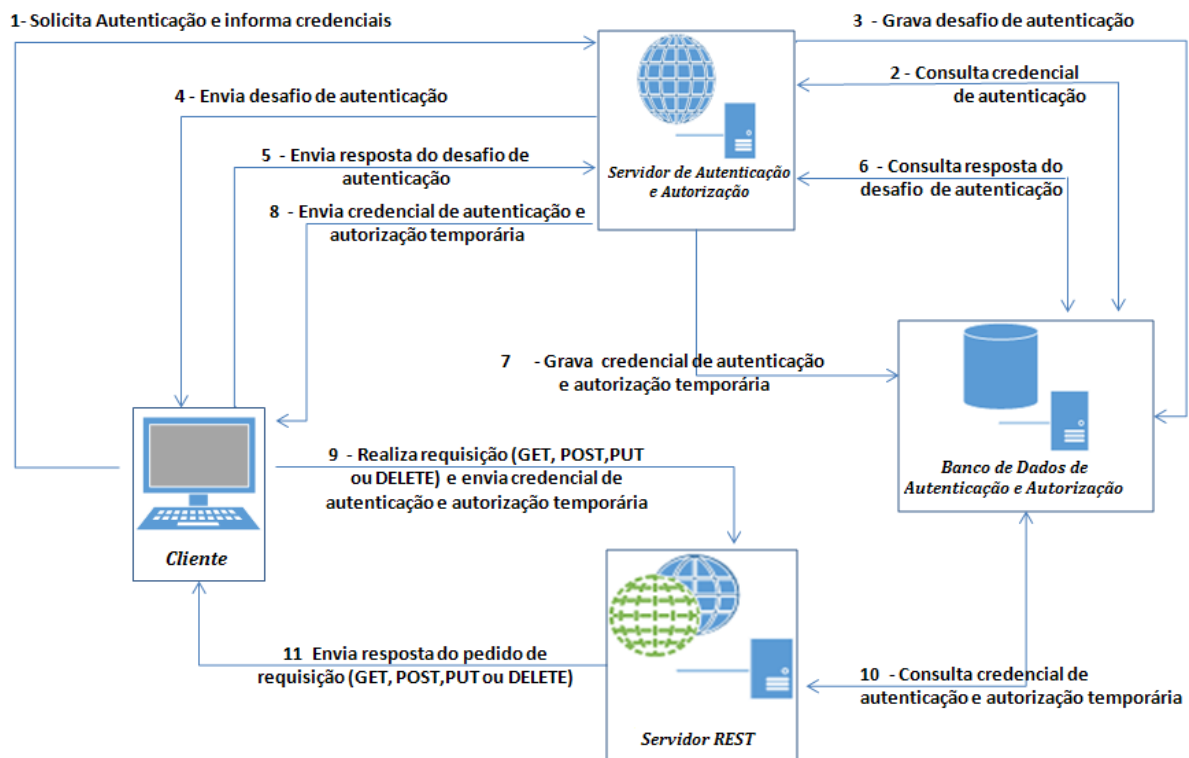 1- Solicita Autenticação e informa credenciais
3 - Grava desafio de autenticação
2 - Consulta credencial
de autenticação
4 - Envia desafio de autenticação
5 - Envia resposta do desafio de
autenticação
Servidor de Autenticação
e Autorização
6 - Consulta resposta do
desafio de autenticação
8 - Envia credencial de autenticação e
autorização temporária
7 - Grava credencial de autenticação
e autorização temporária
9 - Realiza requisição (GET, POST,PUT
ou DELETE) e envia credencial de
autenticação e autorização temporária
Banco de Dados de
Autenticação e Autorização
Cliente
11 Envia resposta do pedido de
requisição (GET, POST,PUT ou DELETE)
10 - Consulta credencial de
autenticação e autorização temporária
Servidor REST